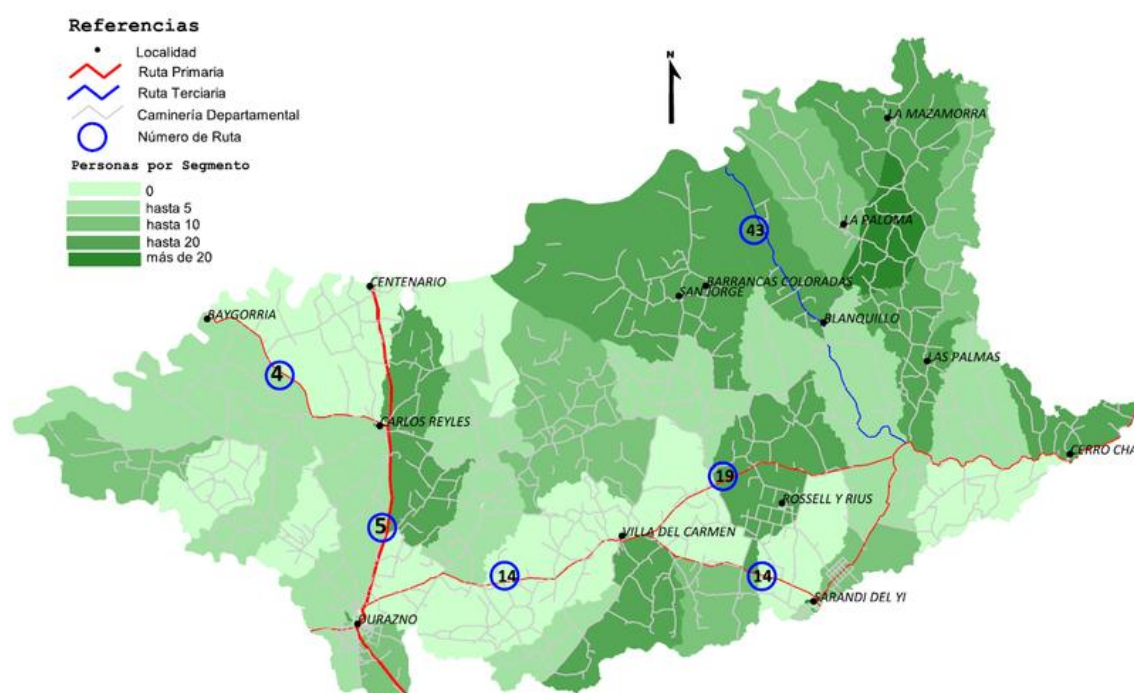 Referencias
Localidad
Ruta Primaria
Ruta Terciaria
Caminería Departamental
Número de Ruta
Personas por Segmento
0
hasta 5
hasta 10
hasta 20
más de 20
N
LA MAZAMORRA
LA PALOMA
43
CENTENARIO
BARRANCAS COLORADAS
SAN JORGE
BAYGORRIA
BLANQUILLO
LAS PALMAS
4
CARLOS REYLES
CERRO CHA
19
ROSSELL Y RIUS
5
VILLA DEL CARMEN
14
14
SARANDI DEL YI
DURAZNO